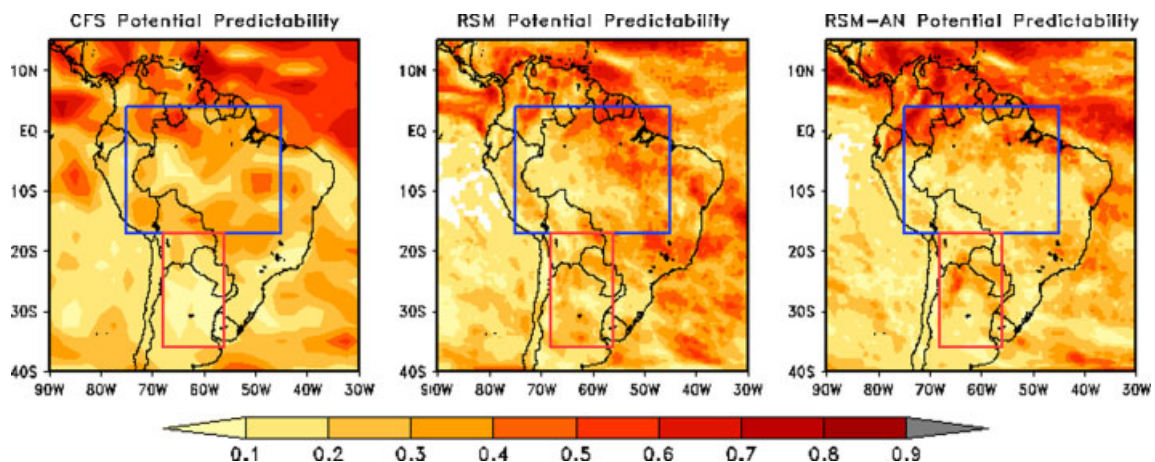 CFS Potential Predictability
RSM Potential Predictability
RSM-AN Potential Predictability
10N
EQ
10S
20S
30S
40S
90W 80W 70W 60W 50W 40W 30W
10N
EQ
10S
20S
30S
40S
90W 80W 70W 60W 50W 40W 30W
10N
EQ
10S
20S
30S
40S
90W 80W 70W 60W 50W 40W 30W
0.1 0.2 0.3 0.4 0.5 0.6 0.7 0.8 0.9